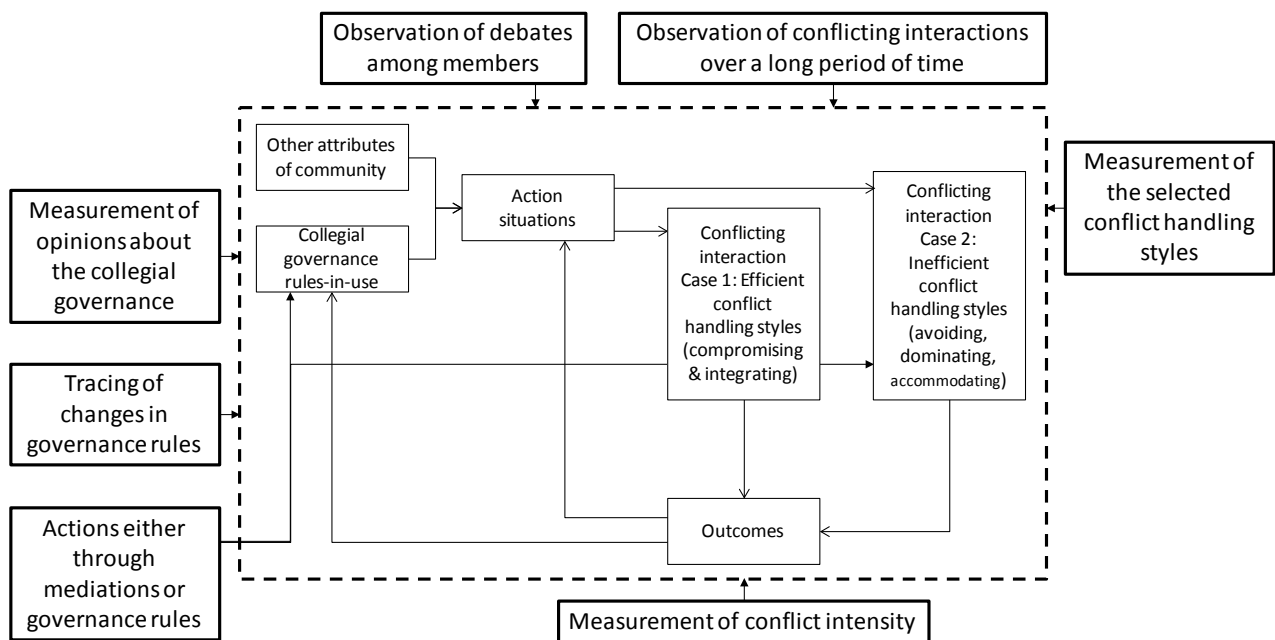 Observation of debates
among members
Observation of conflicting interactions
over a long period of time
Other attributes
of community
Measurement of
the selected
conflict handling
styles
Action
situations
Conflicting
interaction
Case 2:
Inefficient
conflict
handling styles
(avoiding,
dominating,
accommodating)
Measurement of
opinions about
the collegial
governance
Collegial
governance
rules-in-use
Conflicting
interaction
Case 1: Efficient
conflict
handling styles
(compromising
& integrating)
Tracing of
changes in
governance rules
Actions either
through
mediations or
governance rules
Outcomes
Measurement of conflict intensity